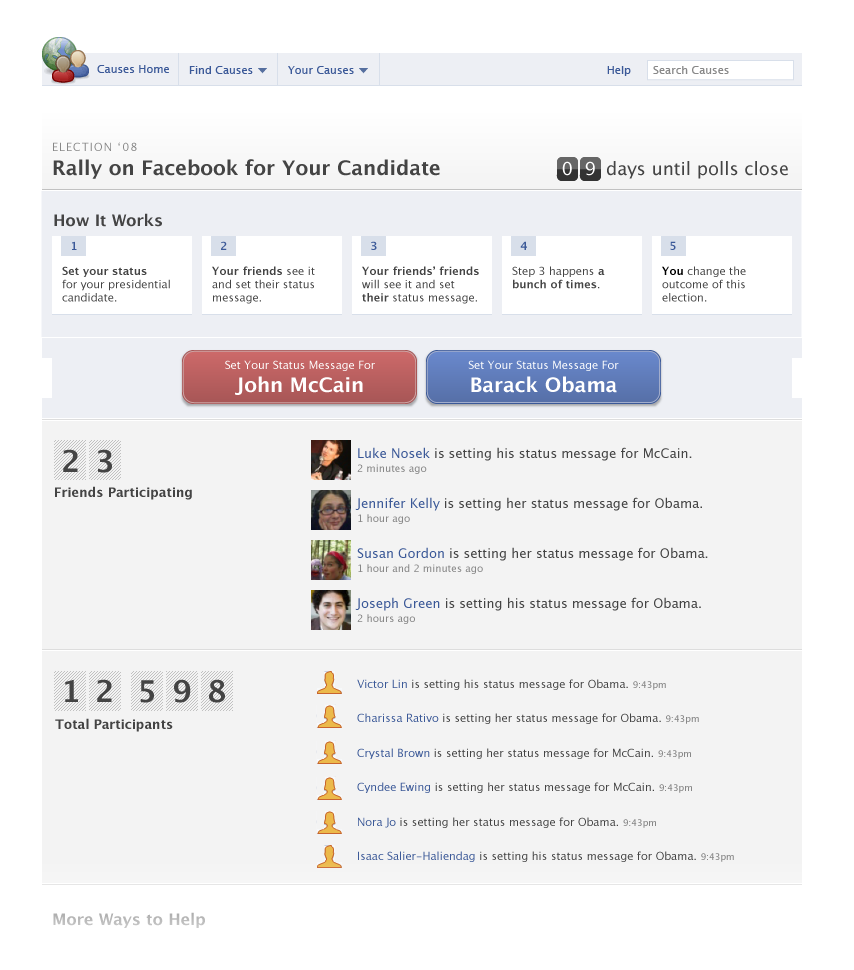 Causes Home
Find Causes
Your Causes
Help
Search Causes
ELECTION '08
Rally on Facebook for Your Candidate
09 days until polls close
How It Works
1
Set your status
for your presidential
candidate.
2
Your friends see it
and set their status
message.
3
Your friends' friends
will see it and set
their status message.
4
Step 3 happens a
bunch of times.
5
You change the
outcome of this
election.
Set Your Status Message For
John McCain
Set Your Status Message For
Barack Obama
23
Friends Participating
Luke Nosek is setting his status message for McCain.
2 minutes ago
Jennifer Kelly is setting her status message for Obama.
1 hour ago
Susan Gordon is setting her status message for Obama.
1 hour and 2 minutes ago
Joseph Green is setting his status message for Obama.
2 hours ago
12 598
Total Participants
Victor Lin is setting his status message for Obama. 9:43pm
Charissa Rativo is setting her status message for Obama. 9:43pm
Crystal Brown is setting her status message for McCain. 9:43pm
Cyndee Ewing is setting her status message for McCain. 9:43pm
Nora Jo is setting her status message for Obama. 9:43pm
Isaac Salier-Haliendag is setting his status message for Obama. 9:43pm
More Ways to Help